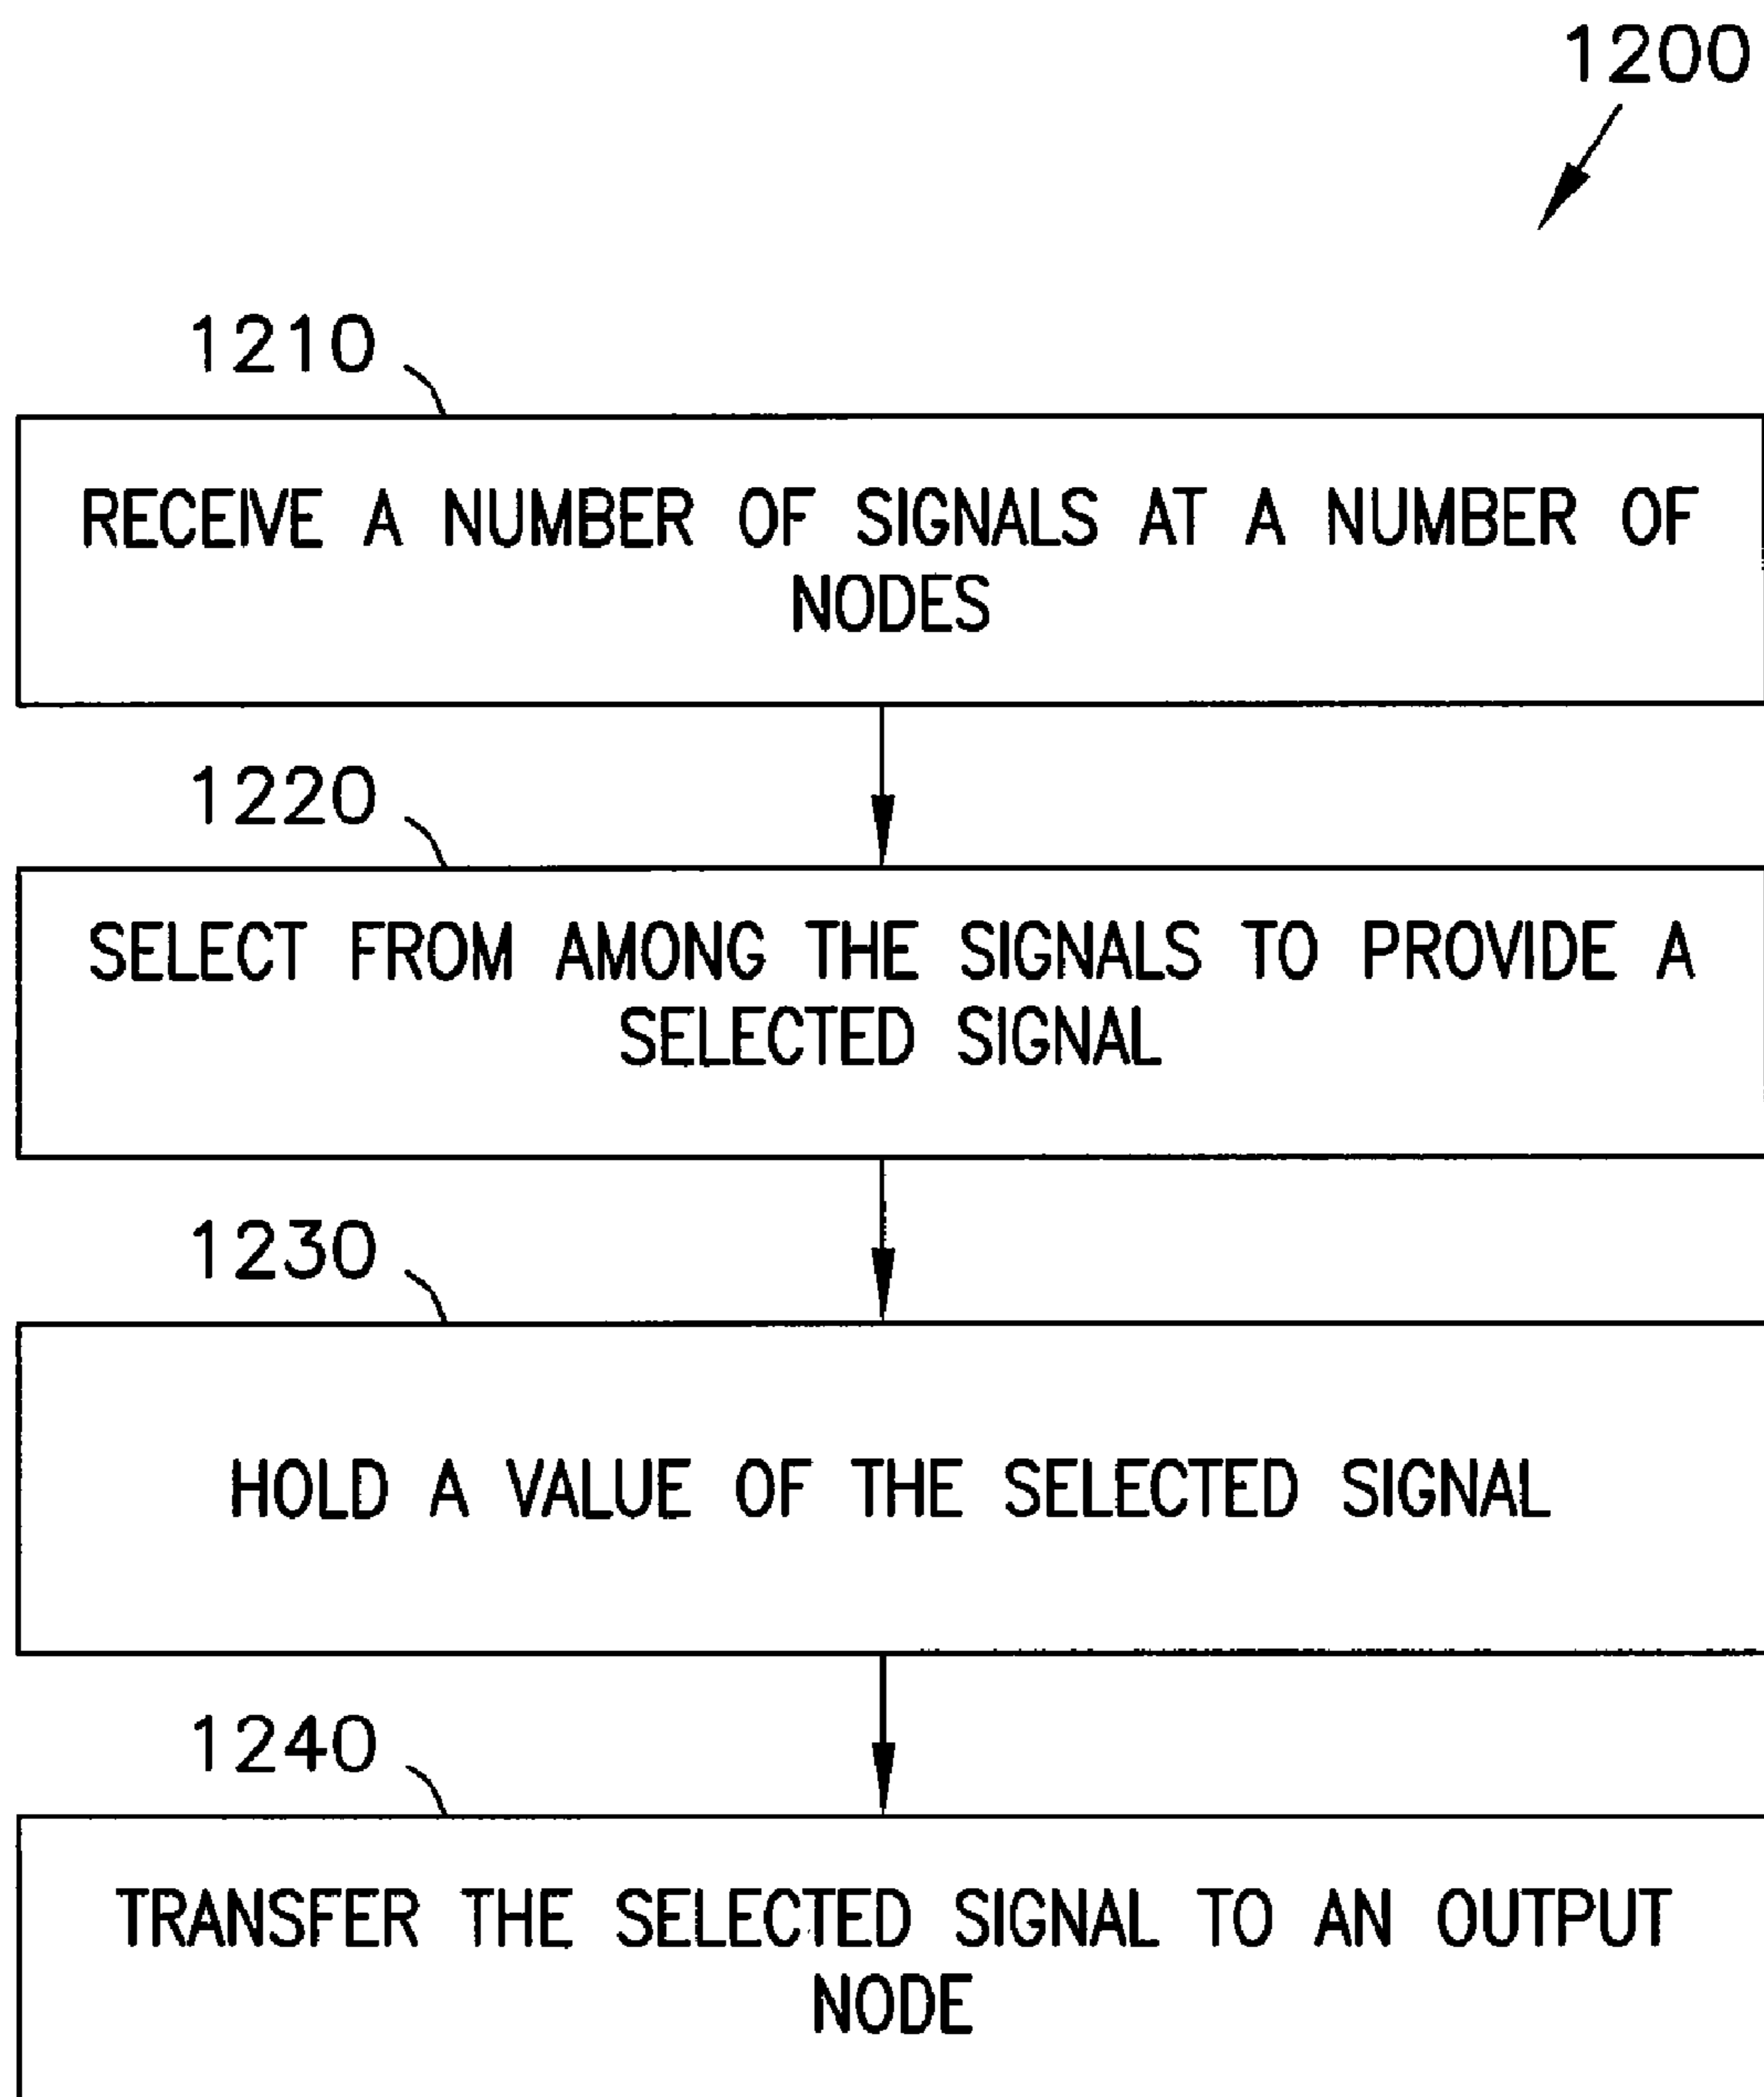 1200
1210
RECEIVE A NUMBER OF SIGNALS AT A NUMBER OF
NODES
1220
SELECT FROM AMONG THE SIGNALS TO PROVIDE A
SELECTED SIGNAL
1230
HOLD A VALUE OF THE SELECTED SIGNAL
1240
TRANSFER THE SELECTED SIGNAL TO AN OUTPUT
NODE